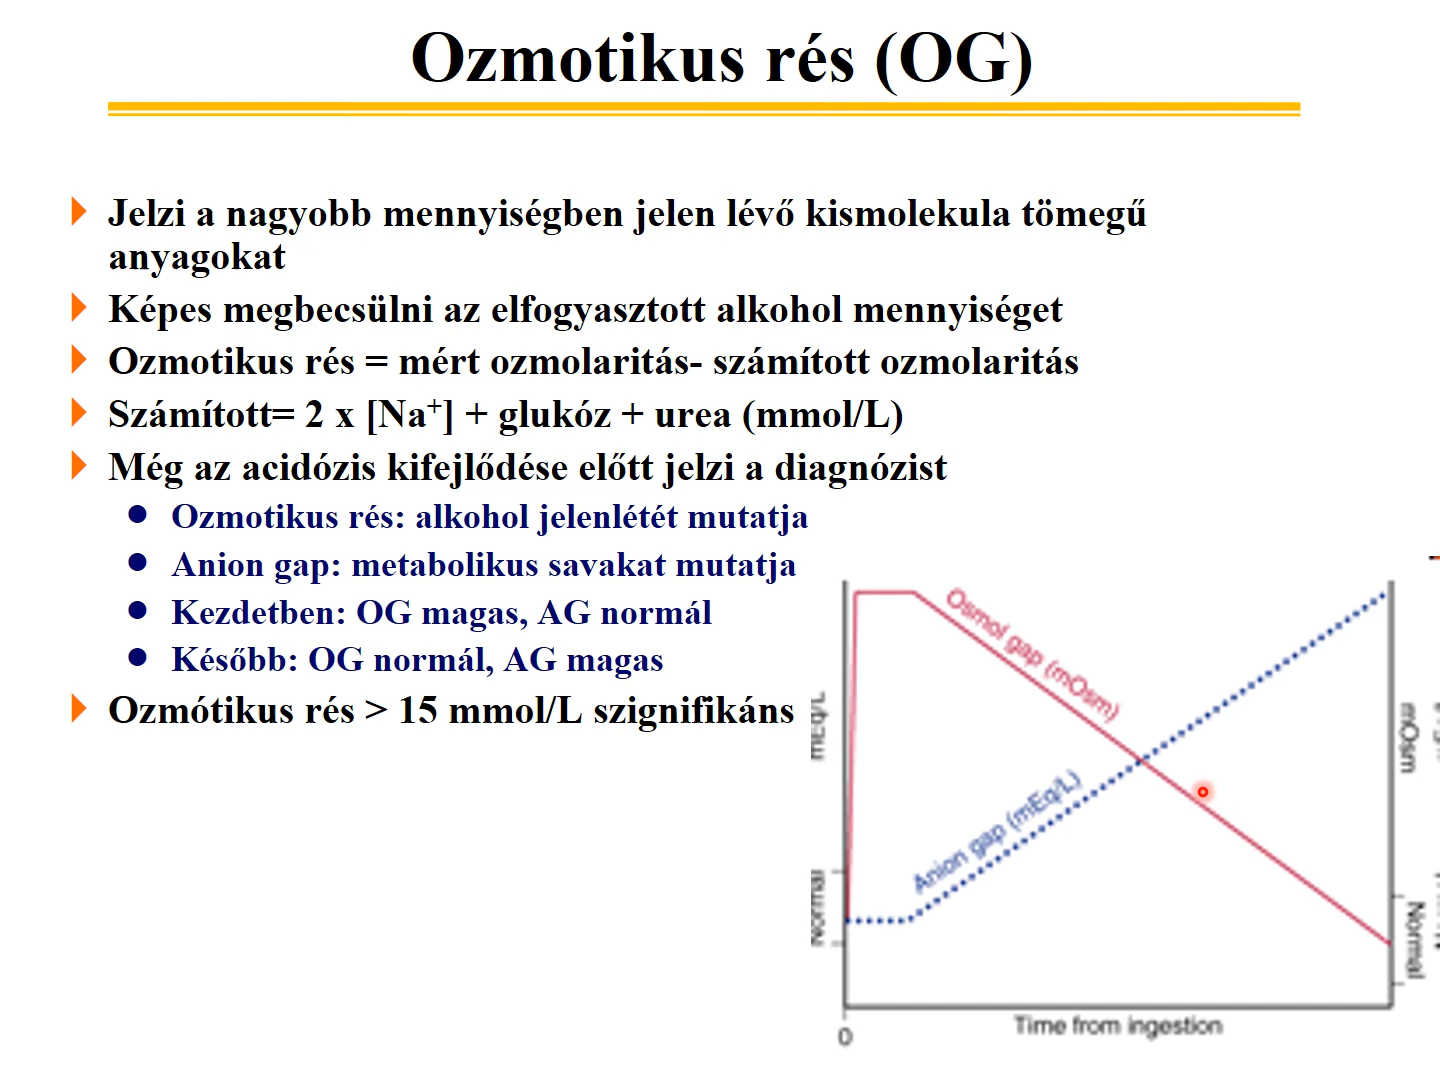 Ozmotikus rés (OG)
Jelzi a nagyobb mennyiségben jelen lévő kismolekula tömegű
anyagokat
Képes megbecsülni az elfogyasztott alkohol mennyiséget
Ozmotikus rés = mért ozmolaritás- számított ozmolaritás
Számított= 2 x [Na⁺] + glukóz + urea (mmol/L)
Még az acidózis kifejlődése előtt jelzi a diagnózist
Ozmotikus rés: alkohol jelenlétét mutatja
Anion gap: metabolikus savakat mutatja
Kezdetben: OG magas, AG normál
Később: OG normál, AG magas
Ozmótikus rés > 15 mmol/L szignifikáns
Osmol gap (mOsm)
Anion gap (mEq/L)
mEq/L
Normal
mOsm
Normal
0
Time from ingestion